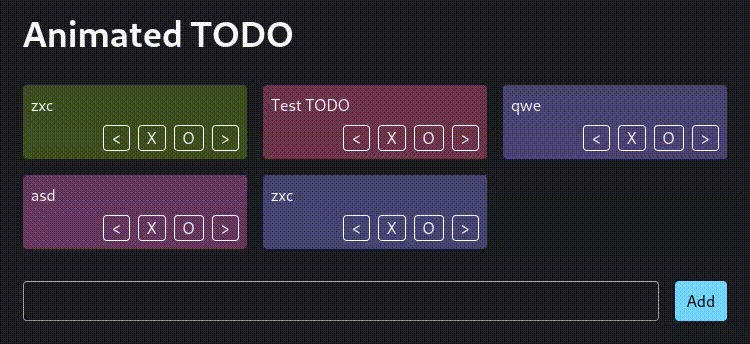 Animated TODO
zxc
< X O >
Test TODO
< X O >
qwe
< X O >
asd
< X O >
zxc
< X O >
Add